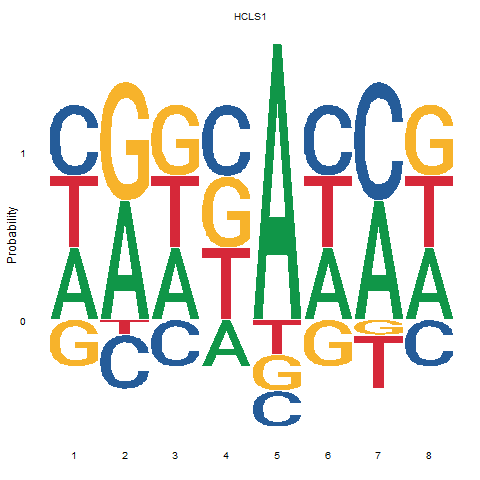 HCLS1
Probability
1
0
C G G C A C C G
T A T G T A T
A A T A A
G T C A T G G C
C G T
C
1 2 3 4 5 6 7 8